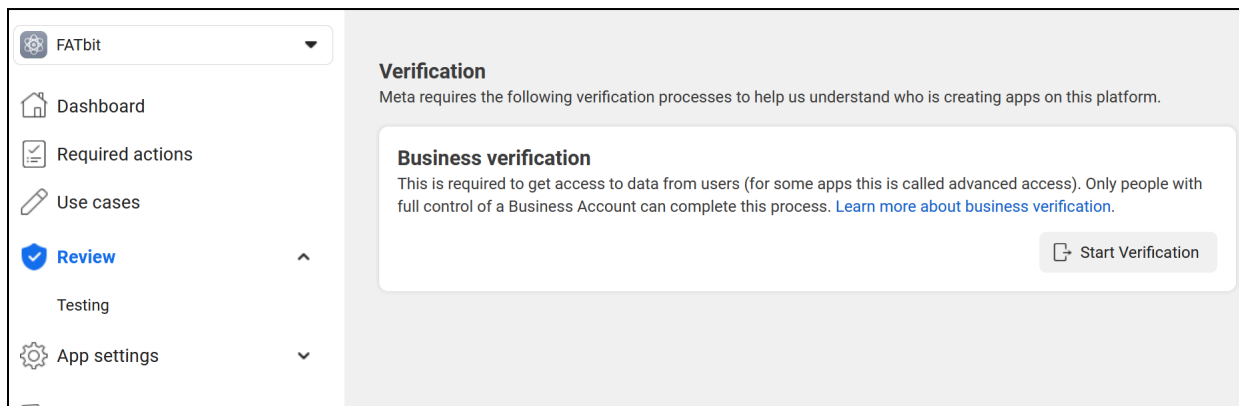 FATbit
Dashboard
Required actions
Use cases
Review
Testing
App settings
Verification
Meta requires the following verification processes to help us understand who is creating apps on this platform.
Business verification
This is required to get access to data from users (for some apps this is called advanced access). Only people with
full control of a Business Account can complete this process. Learn more about business verification.
Start Verification